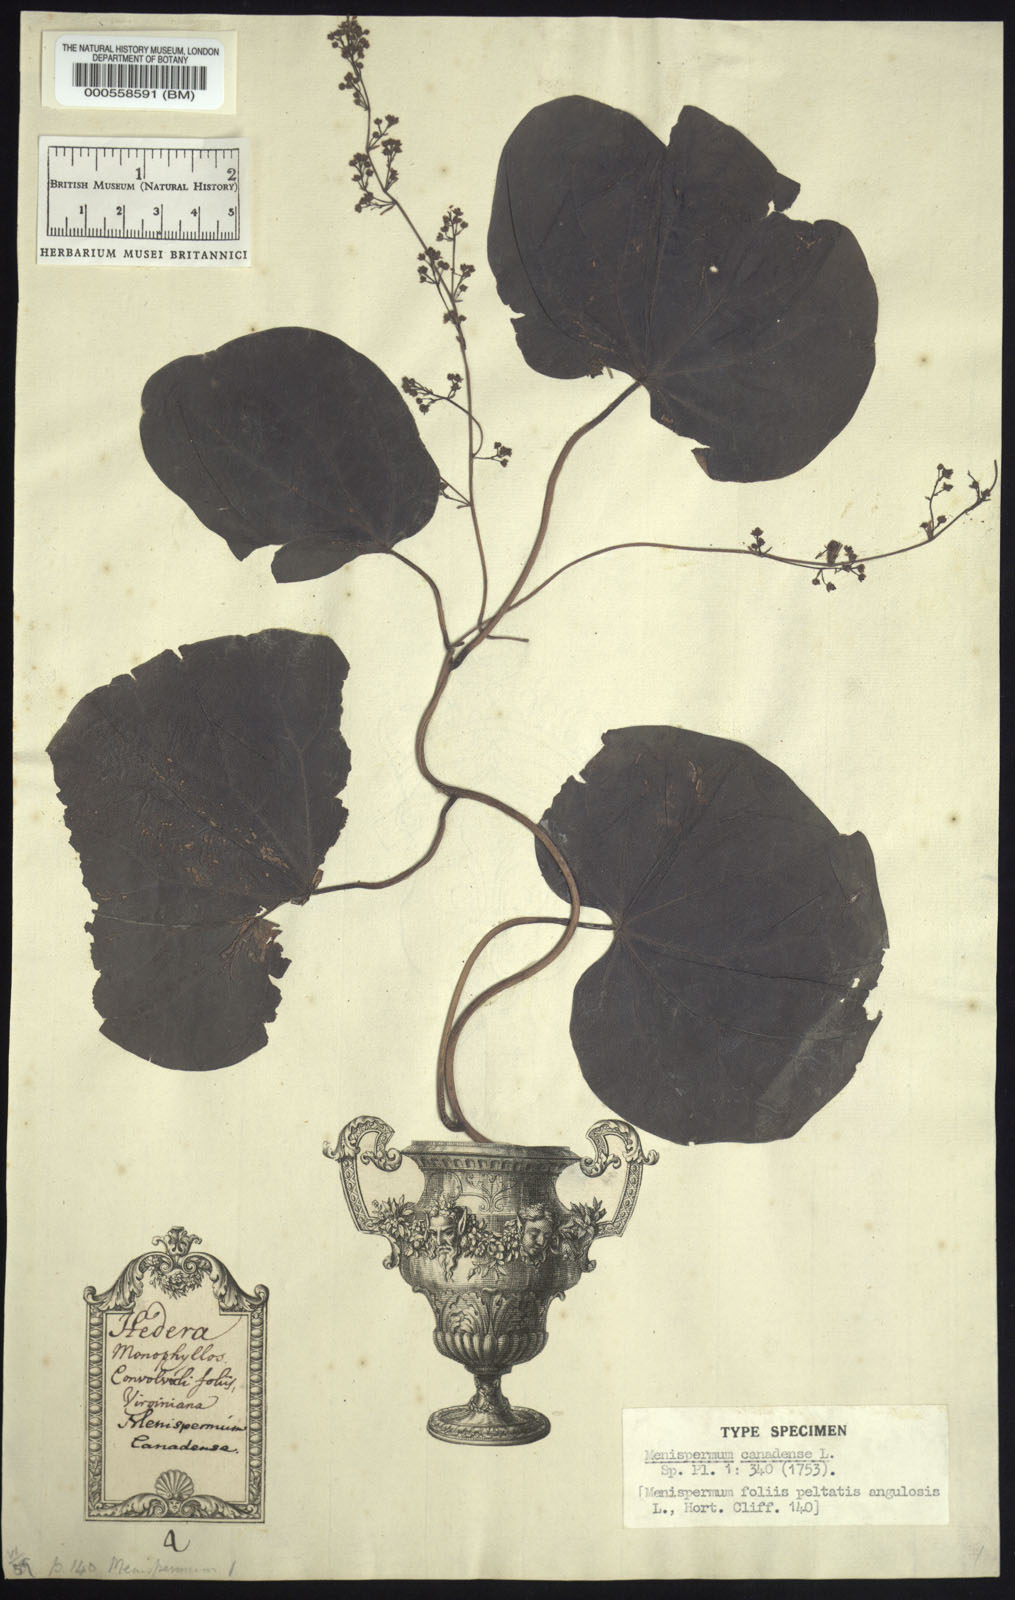 THE NATURAL HISTORY MUSEUM, LONDON
DEPARTMENT OF BOTANY
000558591 (BM)
1 2
BRITISH MUSEUM (NATURAL HISTORY)
1 2 3 4 5
HERBARIUM MUSEI BRITANNICI
Hedera
Monophyllos
Convolvuli foliis,
Virginiana
Menispermum
Canadense.
a
TYPE SPECIMEN
Menispermum canadense L.
Sp. Pl. 1: 340 (1753).
[Menispermum foliis peltatis angulosis
L., Hort. Cliff. 140]
p. 140 Menispermum 1